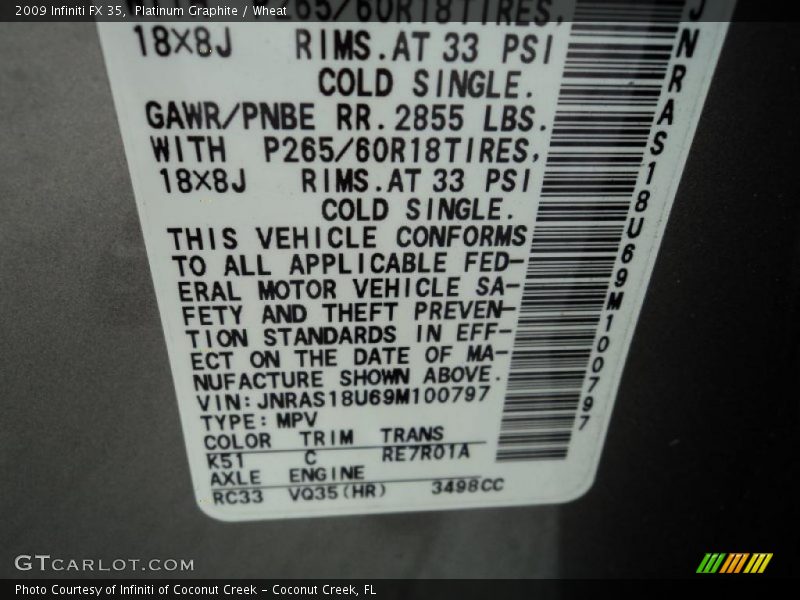 2009 Infiniti FX 35, Platinum Graphite / Wheat
265/60R18TIRES,
18X8J RIMS.AT 33 PSI
COLD SINGLE.
GAWR/PNBE RR.2855 LBS.
WITH P265/60R18TIRES,
18X8J RIMS.AT 33 PSI
COLD SINGLE.
THIS VEHICLE CONFORMS
TO ALL APPLICABLE FED-
ERAL MOTOR VEHICLE SA-
FETY AND THEFT PREVEN-
TION STANDARDS IN EFF-
ECT ON THE DATE OF MA-
NUFACTURE SHOWN ABOVE.
VIN:JNRAS18U69M100797
TYPE:MPV
COLOR TRIM TRANS
K51 C RE7R01A
AXLE ENGINE
RC33 VQ35(HR) 3498CC
JNRAS18U69M100797
GTCARLOT.COM
Photo Courtesy of Infiniti of Coconut Creek – Coconut Creek, FL